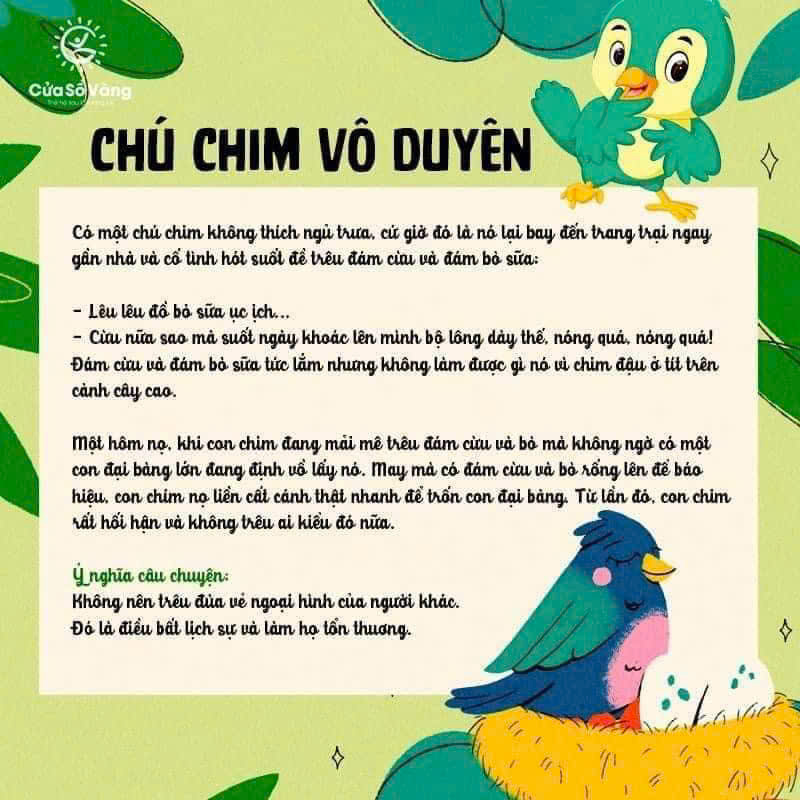 Cửa Sổ Vàng
CHÚ CHIM VÔ DUYÊN
Có một chú chim không thích ngủ trưa, cứ giờ đó là nó lại bay đến trang trại ngay
gần nhà và cố tình hót suốt để trêu đám cừu và đám bò sữa:
- Lêu lêu đồ bò sữa ục ịch...
- Cừu nữa sao mà suốt ngày khoác lên mình bộ lông dày thế, nóng quá, nóng quá!
Đám cừu và đám bò sữa tức lắm nhưng không làm được gì nó vì chim đậu ở tít trên
cành cây cao.
Một hôm nọ, khi con chim đang mải mê trêu đám cừu và bò mà không ngờ có một
con đại bàng lớn đang định vồ lấy nó. May mà có đám cừu và bò rống lên để báo
hiệu, con chim nọ liền cất cánh thật nhanh để trốn con đại bàng. Từ lần đó, con chim
rất hối hận và không trêu ai kiểu đó nữa.
Ý nghĩa câu chuyện:
Không nên trêu đùa vẻ ngoại hình của người khác.
Đó là điều bất lịch sự và làm họ tổn thương.